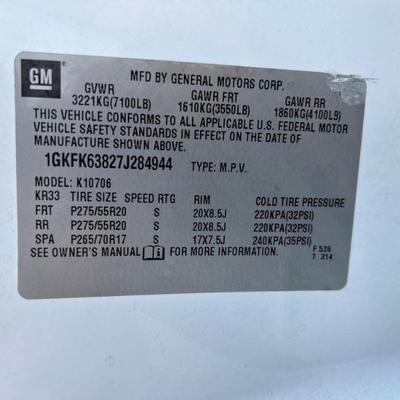 GM
MFD BY GENERAL MOTORS CORP.
GVWR GAWR FRT GAWR RR
3221KG(7100LB) 1610KG(3550LB) 1860KG(4100LB)
THIS VEHICLE CONFORMS TO ALL APPLICABLE U.S. FEDERAL MOTOR
VEHICLE SAFETY STANDARDS IN EFFECT ON THE DATE OF
MANUFACTURE SHOWN ABOVE.
1GKFK63827J284944 TYPE: M.P.V.
MODEL: K10706
KR33 TIRE SIZE SPEED RTG RIM COLD TIRE PRESSURE
FRT P275/55R20 S 20X8.5J 220KPA(32PSI)
RR P275/55R20 S 20X8.5J 220KPA(32PSI)
SPA P265/70R17 S 17X7.5J 240KPA(35PSI)
SEE OWNER'S MANUAL FOR MORE INFORMATION.
F 526
T 314